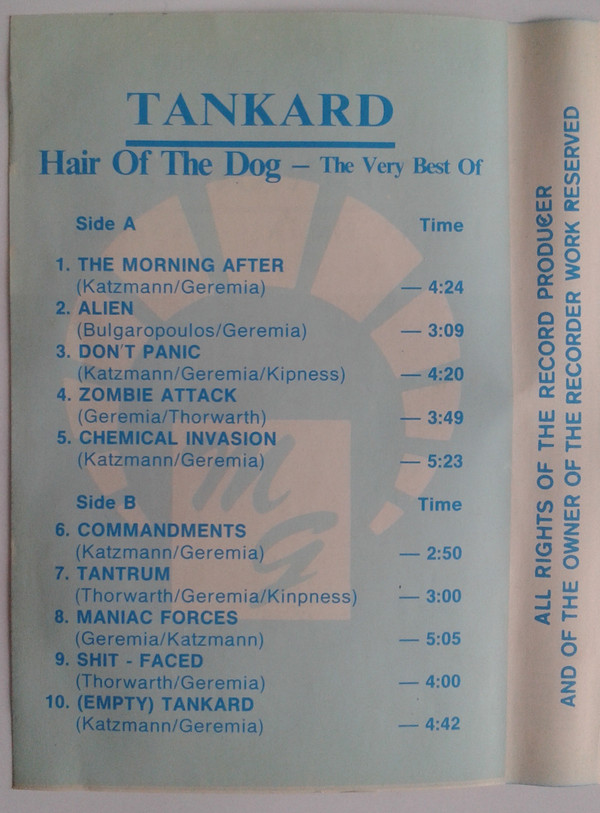 TANKARD
Hair Of The Dog – The Very Best Of
Side A Time
1. THE MORNING AFTER
(Katzmann/Geremia) — 4:24
2. ALIEN
(Bulgaropoulos/Geremia) — 3:09
3. DON'T PANIC
(Katzmann/Geremia/Kipness) — 4:20
4. ZOMBIE ATTACK
(Geremia/Thorwarth) — 3:49
5. CHEMICAL INVASION
(Katzmann/Geremia) — 5:23
Side B Time
6. COMMANDMENTS
(Katzmann/Geremia) — 2:50
7. TANTRUM
(Thorwarth/Geremia/Kinpness) — 3:00
8. MANIAC FORCES
(Geremia/Katzmann) — 5:05
9. SHIT - FACED
(Thorwarth/Geremia) — 4:00
10. (EMPTY) TANKARD
(Katzmann/Geremia) — 4:42
MG
ALL RIGHTS OF THE RECORD PRODUCER
AND OF THE OWNER OF THE RECORDER WORK RESERVED